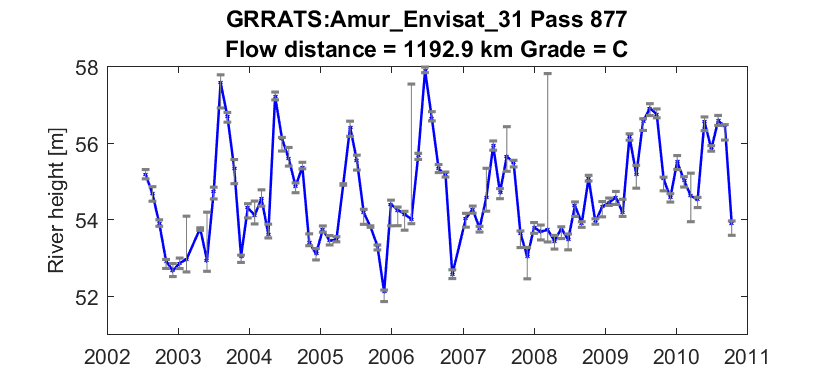 GRRATS:Amur_Envisat_31 Pass 877
Flow distance = 1192.9 km Grade = C
River height [m]
58
56
54
52
2002 2003 2004 2005 2006 2007 2008 2009 2010 2011